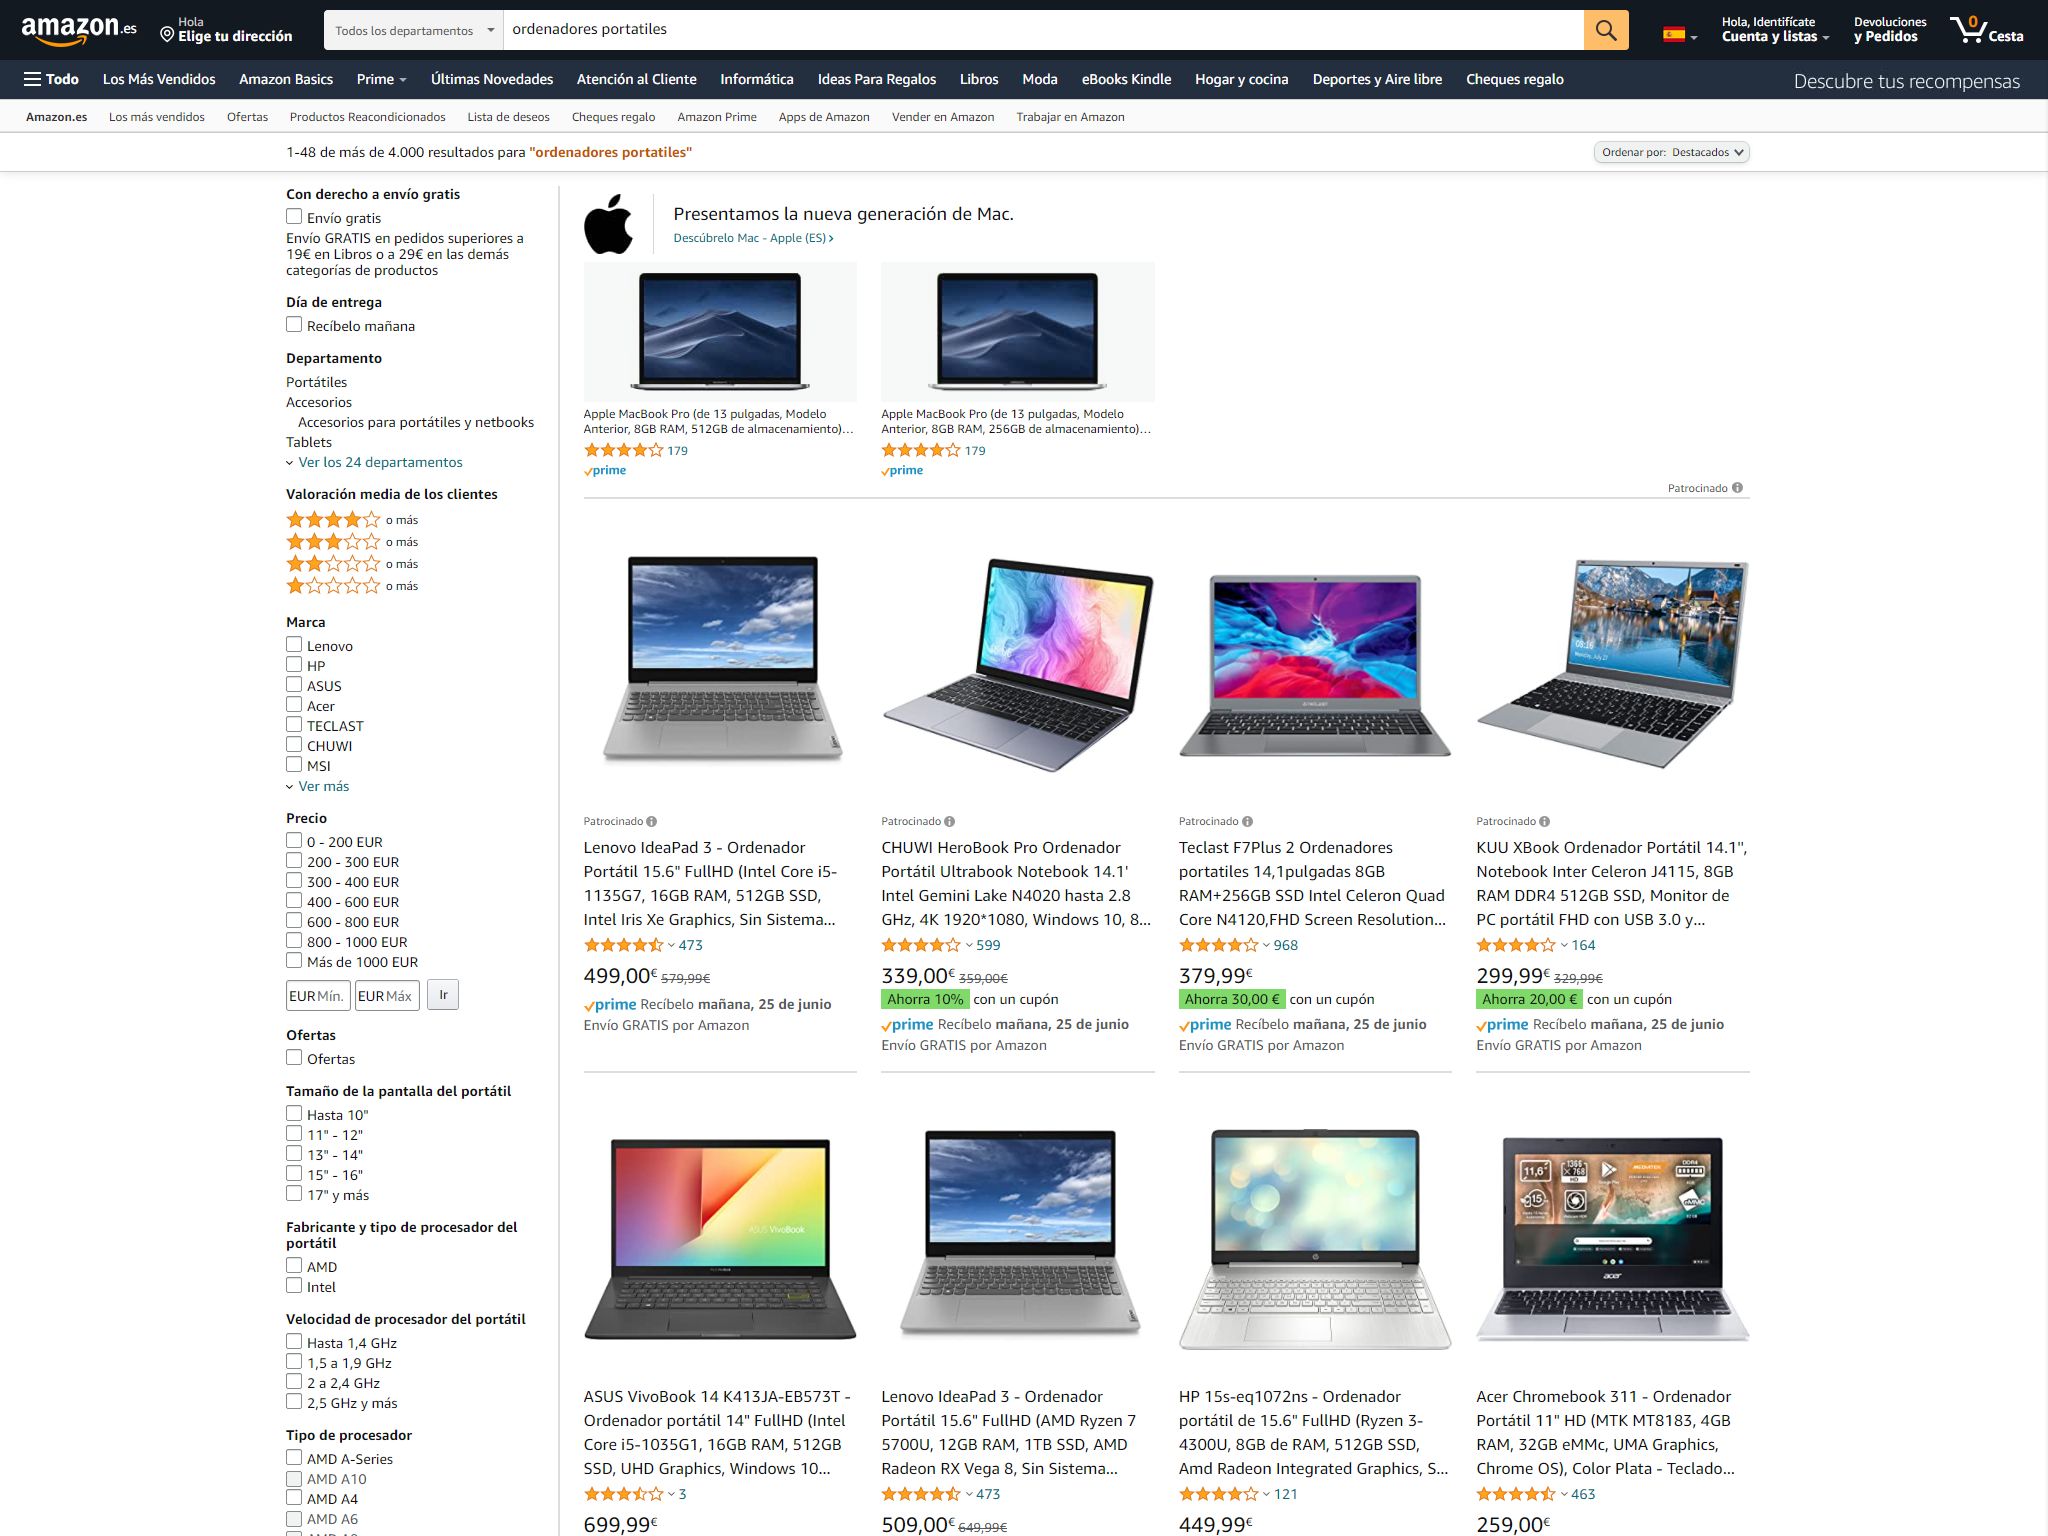 amazon.es
Hola
Elige tu dirección
Todos los departamentos
ordenadores portatiles
Hola, Identifícate
Cuenta y listas
Devoluciones
y Pedidos
0
Cesta
Todo
Los Más Vendidos
Amazon Basics
Prime
Últimas Novedades
Atención al Cliente
Informática
Ideas Para Regalos
Libros
Moda
eBooks Kindle
Hogar y cocina
Deportes y Aire libre
Cheques regalo
Descubre tus recompensas
Amazon.es
Los más vendidos
Ofertas
Productos Reacondicionados
Lista de deseos
Cheques regalo
Amazon Prime
Apps de Amazon
Vender en Amazon
Trabajar en Amazon
1-48 de más de 4.000 resultados para "ordenadores portatiles"
Ordenar por: Destacados
Con derecho a envío gratis
Envío gratis
Envío GRATIS en pedidos superiores a
19€ en Libros o a 29€ en las demás
categorías de productos
Día de entrega
Recíbelo mañana
Departamento
Portátiles
Accesorios
Accesorios para portátiles y netbooks
Tablets
Ver los 24 departamentos
Valoración media de los clientes
o más
o más
o más
o más
Marca
Lenovo
HP
ASUS
Acer
TECLAST
CHUWI
MSI
Ver más
Precio
0 - 200 EUR
200 - 300 EUR
300 - 400 EUR
400 - 600 EUR
600 - 800 EUR
800 - 1000 EUR
Más de 1000 EUR
EUR Mín.
EUR Máx
Ir
Ofertas
Ofertas
Tamaño de la pantalla del portátil
Hasta 10"
11" - 12"
13" - 14"
15" - 16"
17" y más
Fabricante y tipo de procesador del
portátil
AMD
Intel
Velocidad de procesador del portátil
Hasta 1,4 GHz
1,5 a 1,9 GHz
2 a 2,4 GHz
2,5 GHz y más
Tipo de procesador
AMD A-Series
AMD A10
AMD A4
AMD A6
Presentamos la nueva generación de Mac.
Descúbrelo Mac - Apple (ES)
Apple MacBook Pro (de 13 pulgadas, Modelo
Anterior, 8GB RAM, 512GB de almacenamiento)…
179
prime
Apple MacBook Pro (de 13 pulgadas, Modelo
Anterior, 8GB RAM, 256GB de almacenamiento)…
179
prime
Patrocinado
Patrocinado
Lenovo IdeaPad 3 - Ordenador
Portátil 15.6" FullHD (Intel Core i5-
1135G7, 16GB RAM, 512GB SSD,
Intel Iris Xe Graphics, Sin Sistema...
473
499,00€ 579,99€
prime Recíbelo mañana, 25 de junio
Envío GRATIS por Amazon
Patrocinado
CHUWI HeroBook Pro Ordenador
Portátil Ultrabook Notebook 14.1'
Intel Gemini Lake N4020 hasta 2.8
GHz, 4K 1920*1080, Windows 10, 8...
599
339,00€ 359,00€
Ahorra 10% con un cupón
prime Recíbelo mañana, 25 de junio
Envío GRATIS por Amazon
TECLAST
Patrocinado
Teclast F7Plus 2 Ordenadores
portatiles 14,1pulgadas 8GB
RAM+256GB SSD Intel Celeron Quad
Core N4120,FHD Screen Resolution...
968
379,99€
Ahorra 30,00 € con un cupón
prime Recíbelo mañana, 25 de junio
Envío GRATIS por Amazon
08:16
Monday, July 27
Patrocinado
KUU XBook Ordenador Portátil 14.1",
Notebook Inter Celeron J4115, 8GB
RAM DDR4 512GB SSD, Monitor de
PC portátil FHD con USB 3.0 y...
164
299,99€ 329,99€
Ahorra 20,00 € con un cupón
prime Recíbelo mañana, 25 de junio
Envío GRATIS por Amazon
ASUS VivoBook
ASUS VivoBook 14 K413JA-EB573T -
Ordenador portátil 14" FullHD (Intel
Core i5-1035G1, 16GB RAM, 512GB
SSD, UHD Graphics, Windows 10...
3
699,99€
Lenovo IdeaPad 3 - Ordenador
Portátil 15.6" FullHD (AMD Ryzen 7
5700U, 12GB RAM, 1TB SSD, AMD
Radeon RX Vega 8, Sin Sistema...
473
509,00€ 649,99€
HP 15s-eq1072ns - Ordenador
portátil de 15.6" FullHD (Ryzen 3-
4300U, 8GB de RAM, 512GB SSD,
Amd Radeon Integrated Graphics, S...
121
449,99€
11,6"
1366
x 768
HD
Google Play
MEDIATEK
DDR4
15
eMMC
acer
Acer Chromebook 311 - Ordenador
Portátil 11" HD (MTK MT8183, 4GB
RAM, 32GB eMMc, UMA Graphics,
Chrome OS), Color Plata - Teclado...
463
259,00€